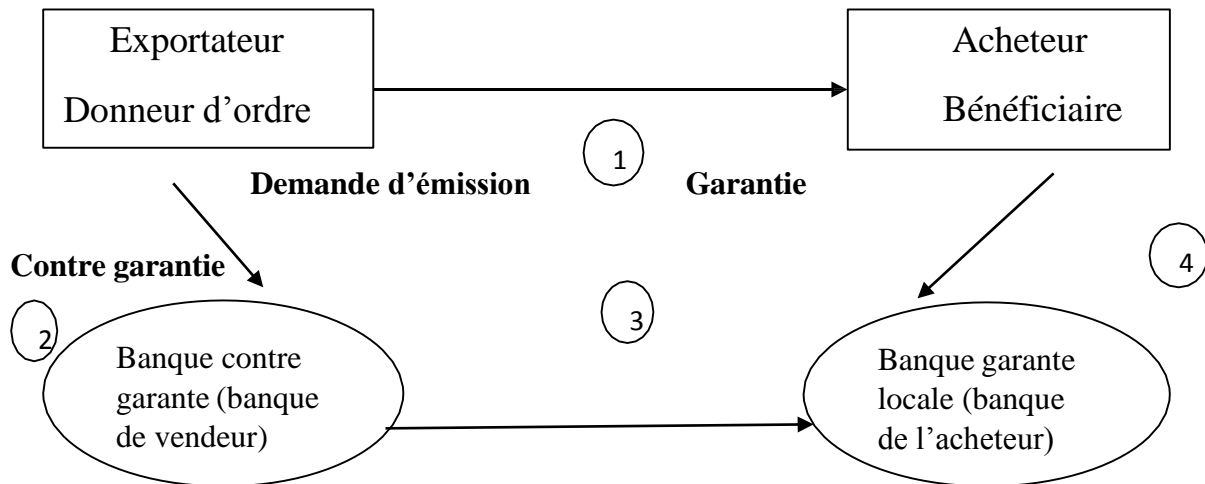 Exportateur
Donneur d’ordre
Acheteur
Bénéficiaire
1
Demande d’émission
Garantie
Contre garantie
4
2
3
Banque contre
garante (banque
de vendeur)
Banque garante
locale (banque
de l’acheteur)